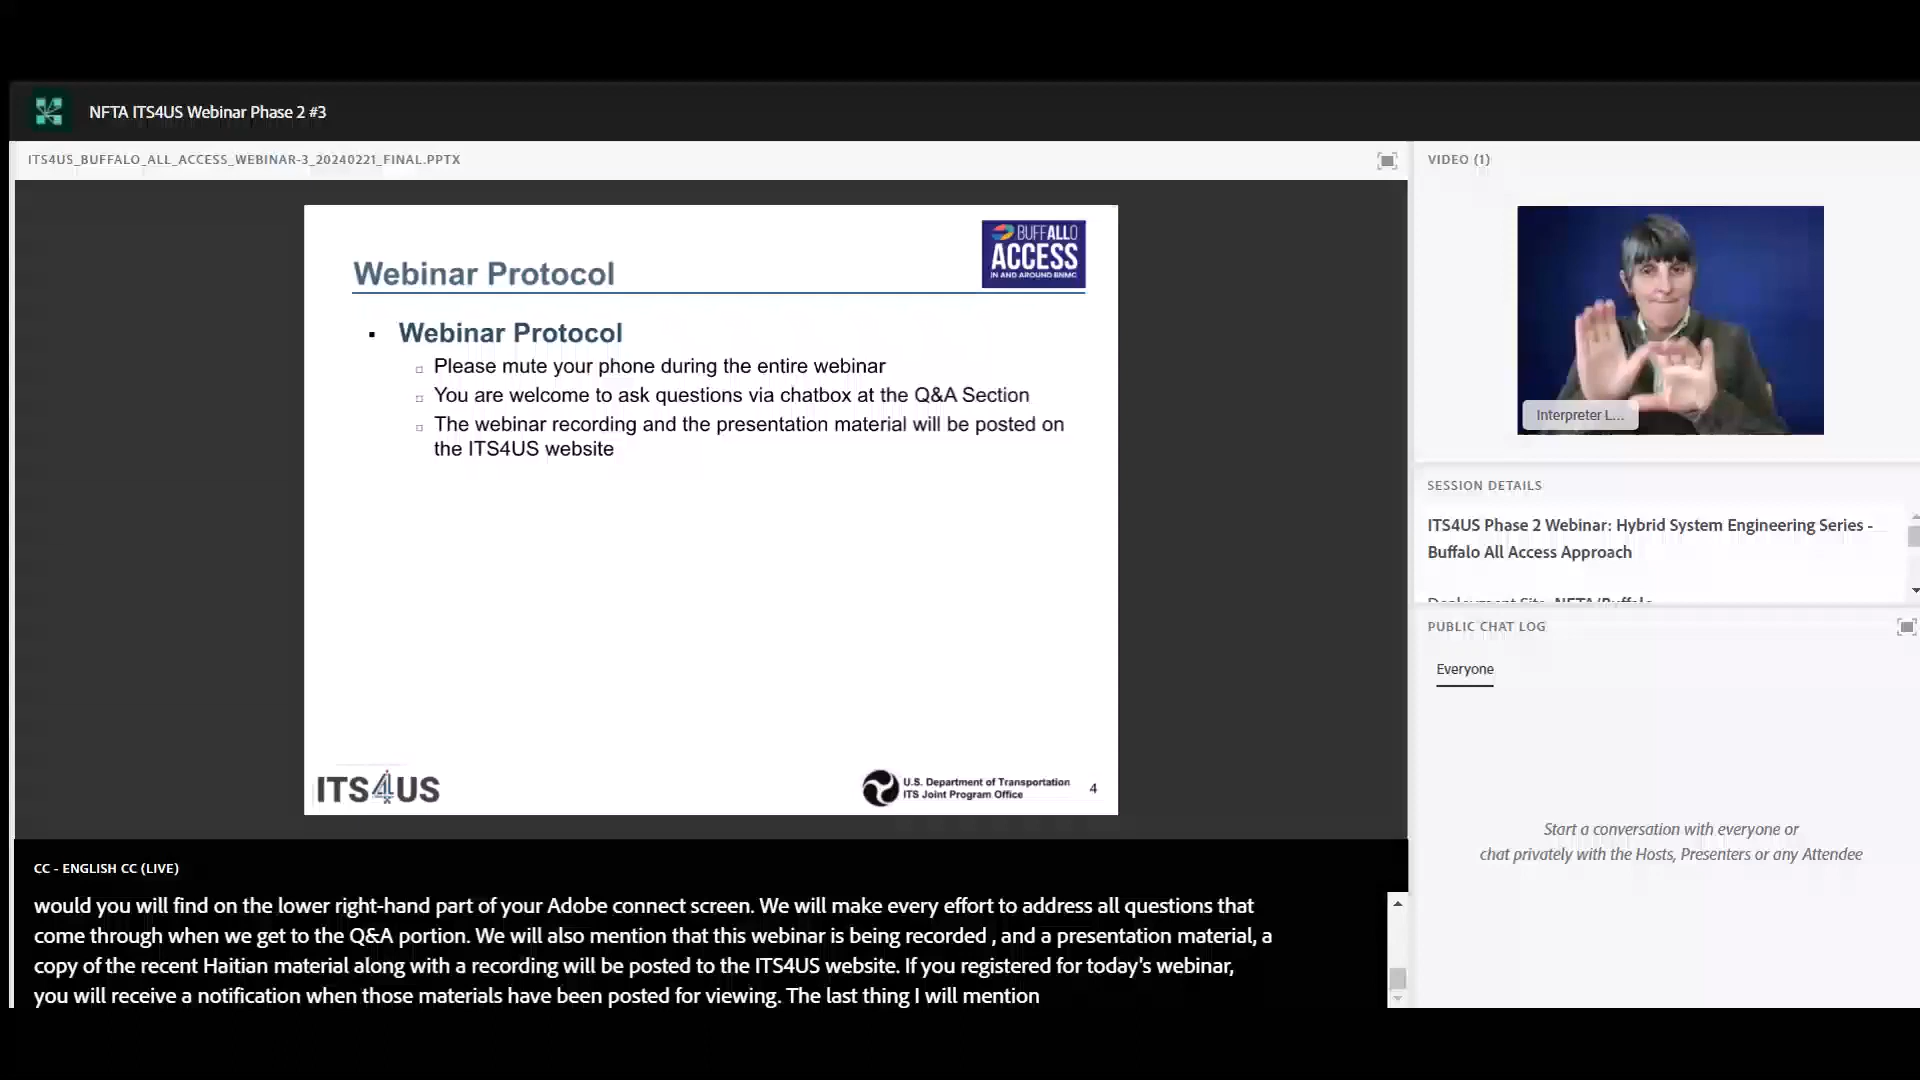 NFTA ITS4US Webinar Phase 2 #3
ITS4US_BUFFALO_ALL_ACCESS_WEBINAR-3_20240221_FINAL.PPTX
BUFFALLO
ACCESS
IN AND AROUND BNMC
Webinar Protocol
Webinar Protocol
Please mute your phone during the entire webinar
You are welcome to ask questions via chatbox at the Q&A Section
The webinar recording and the presentation material will be posted on
the ITS4US website
ITS4US
U.S. Department of Transportation
ITS Joint Program Office
4
CC - ENGLISH CC (LIVE)
would you will find on the lower right-hand part of your Adobe connect screen. We will make every effort to address all questions that
come through when we get to the Q&A portion. We will also mention that this webinar is being recorded , and a presentation material, a
copy of the recent Haitian material along with a recording will be posted to the ITS4US website. If you registered for today's webinar,
you will receive a notification when those materials have been posted for viewing. The last thing I will mention
VIDEO (1)
Interpreter L...
SESSION DETAILS
ITS4US Phase 2 Webinar: Hybrid System Engineering Series -
Buffalo All Access Approach
Deployment Site: NFTA/Buffalo
PUBLIC CHAT LOG
Everyone
Start a conversation with everyone or
chat privately with the Hosts, Presenters or any Attendee